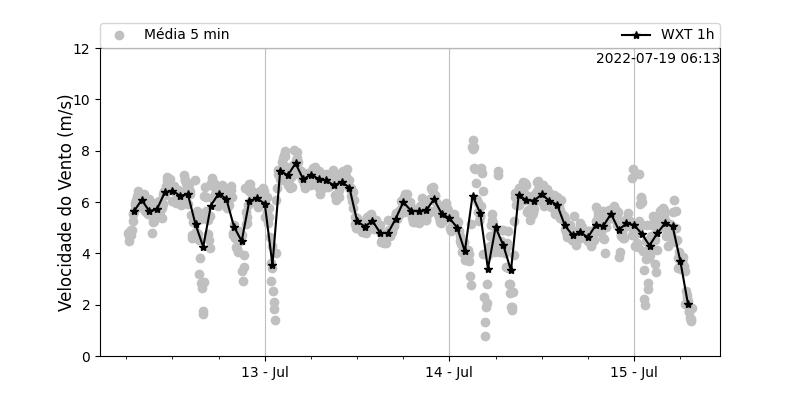 Média 5 min
WXT 1h
2022-07-19 06:13
Velocidade do Vento (m/s)
12
10
8
6
4
2
0
13 - Jul
14 - Jul
15 - Jul